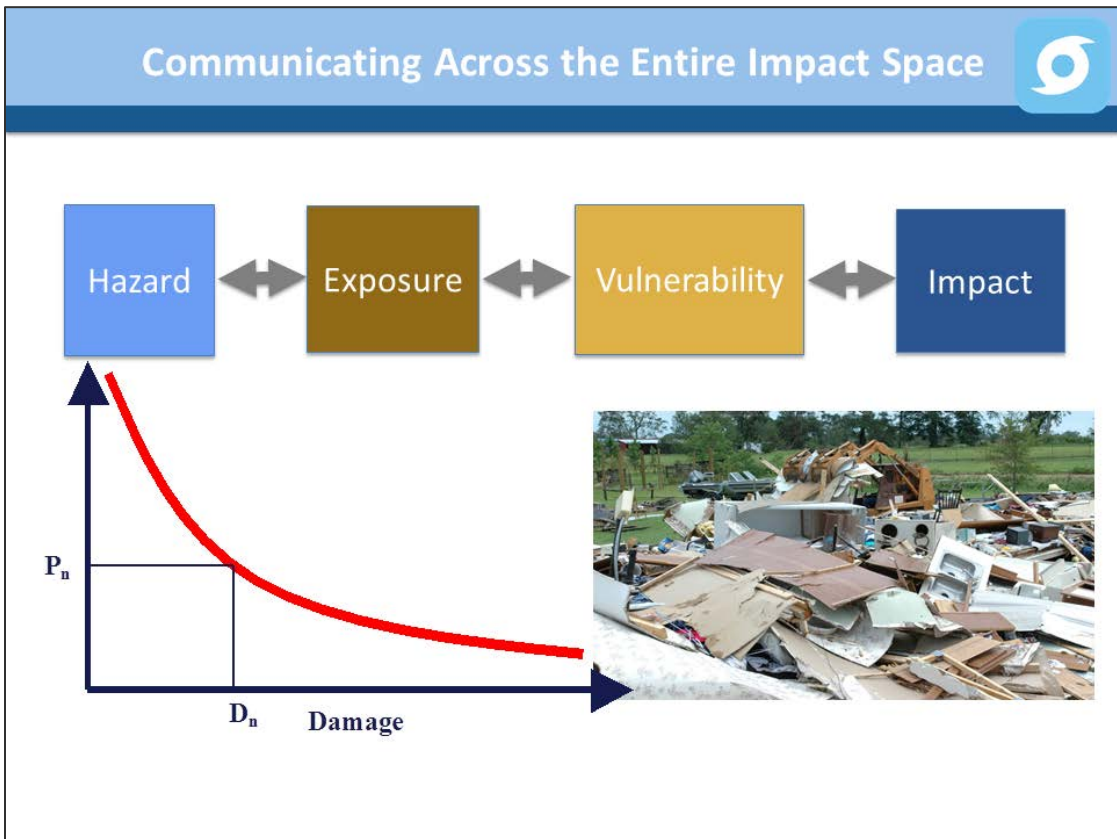 Communicating Across the Entire Impact Space
Hazard
Exposure
Vulnerability
Impact
Pₙ
Dₙ
Damage